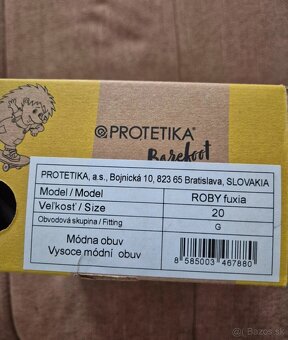 PROTETIKA®
Barefoot
PROTETIKA, a.s., Bojnická 10, 823 65 Bratislava, SLOVAKIA
Model / Model ROBY fuxia
Veľkosť / Size 20
Obvodová skupina / Fitting G
Módna obuv
Vysoce módní obuv
8 585003 467880
bazar.sk